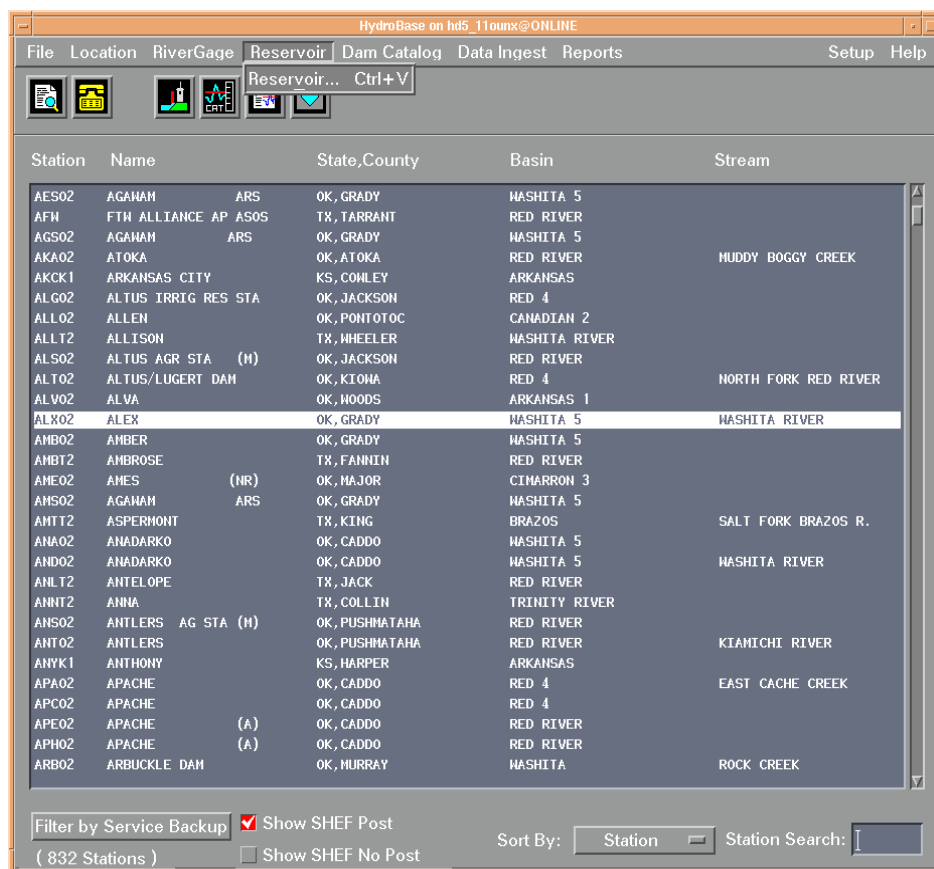 HydroBase on hd5_11ounx@ONLINE
File Location RiverGage Reservoir Dam Catalog Data Ingest Reports Setup Help
Reservoir... Ctrl+V
CRT
Station Name State,County Basin Stream
AESO2 AGAWAM ARS OK,GRADY WASHITA 5
AFW FTW ALLIANCE AP ASOS TX,TARRANT RED RIVER
AGSO2 AGAWAM ARS OK,GRADY WASHITA 5
AKAO2 ATOKA OK,ATOKA RED RIVER MUDDY BOGGY CREEK
AKCK1 ARKANSAS CITY KS,COWLEY ARKANSAS
ALGO2 ALTUS IRRIG RES STA OK,JACKSON RED 4
ALLO2 ALLEN OK,PONTOTOC CANADIAN 2
ALLT2 ALLISON TX,WHEELER WASHITA RIVER
ALSO2 ALTUS AGR STA (M) OK,JACKSON RED RIVER
ALTO2 ALTUS/LUGERT DAM OK,KIOWA RED 4 NORTH FORK RED RIVER
ALVO2 ALVA OK,WOODS ARKANSAS 1
ALXO2 ALEX OK,GRADY WASHITA 5 WASHITA RIVER
AMBO2 AMBER OK,GRADY WASHITA 5
AMBT2 AMBROSE TX,FANNIN RED RIVER
AMEO2 AMES (NR) OK,MAJOR CIMARRON 3
AMSO2 AGAWAM ARS OK,GRADY WASHITA 5
AMTT2 ASPERMONT TX,KING BRAZOS SALT FORK BRAZOS R.
ANAO2 ANADARKO OK,CADDO WASHITA 5
ANDO2 ANADARKO OK,CADDO WASHITA 5 WASHITA RIVER
ANLT2 ANTELOPE TX,JACK RED RIVER
ANNT2 ANNA TX,COLLIN TRINITY RIVER
ANSO2 ANTLERS AG STA (M) OK,PUSHMATAHA RED RIVER
ANTO2 ANTLERS OK,PUSHMATAHA RED RIVER KIAMICHI RIVER
ANYK1 ANTHONY KS,HARPER ARKANSAS
APAO2 APACHE OK,CADDO RED 4 EAST CACHE CREEK
APCO2 APACHE OK,CADDO RED 4
APEO2 APACHE (A) OK,CADDO RED RIVER
APHO2 APACHE (A) OK,CADDO RED RIVER
ARBO2 ARBUCKLE DAM OK,MURRAY WASHITA ROCK CREEK
Filter by Service Backup Show SHEF Post
Sort By: Station Station Search:
( 832 Stations ) Show SHEF No Post